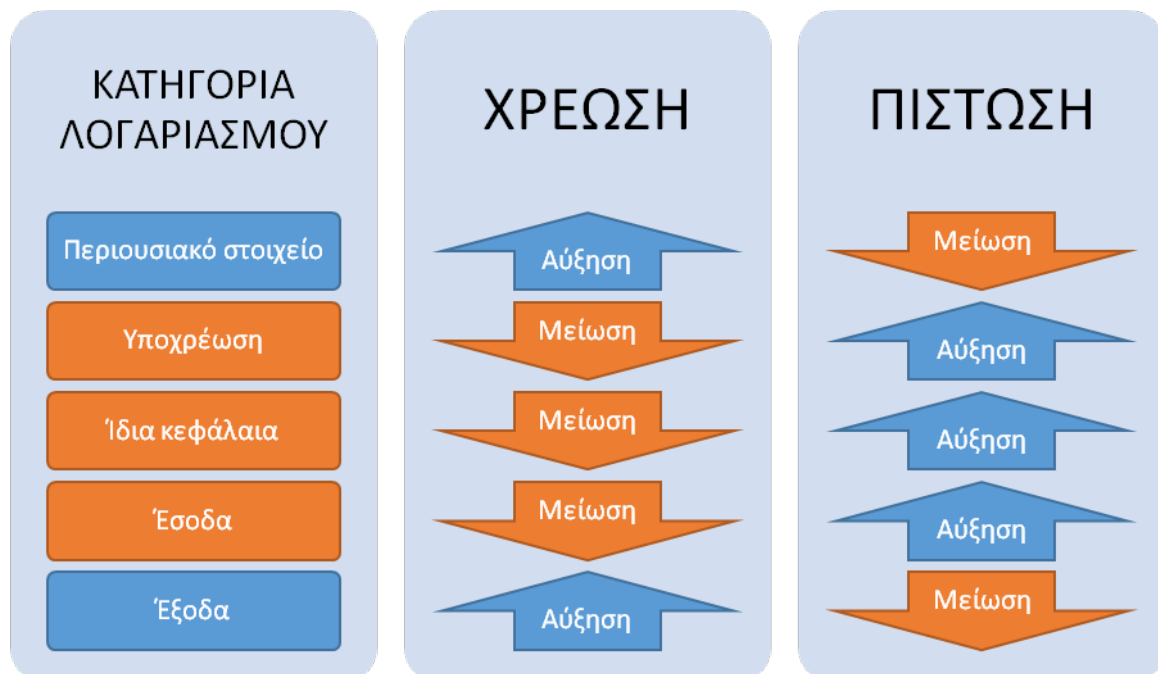 ΚΑΤΗΓΟΡΙΑ
ΛΟΓΑΡΙΑΣΜΟΥ
ΧΡΕΩΣΗ
ΠΙΣΤΩΣΗ
Περιουσιακό στοιχείο
Αύξηση
Μείωση
Υποχρέωση
Μείωση
Αύξηση
Ίδια κεφάλαια
Μείωση
Αύξηση
Έσοδα
Μείωση
Αύξηση
Έξοδα
Αύξηση
Μείωση